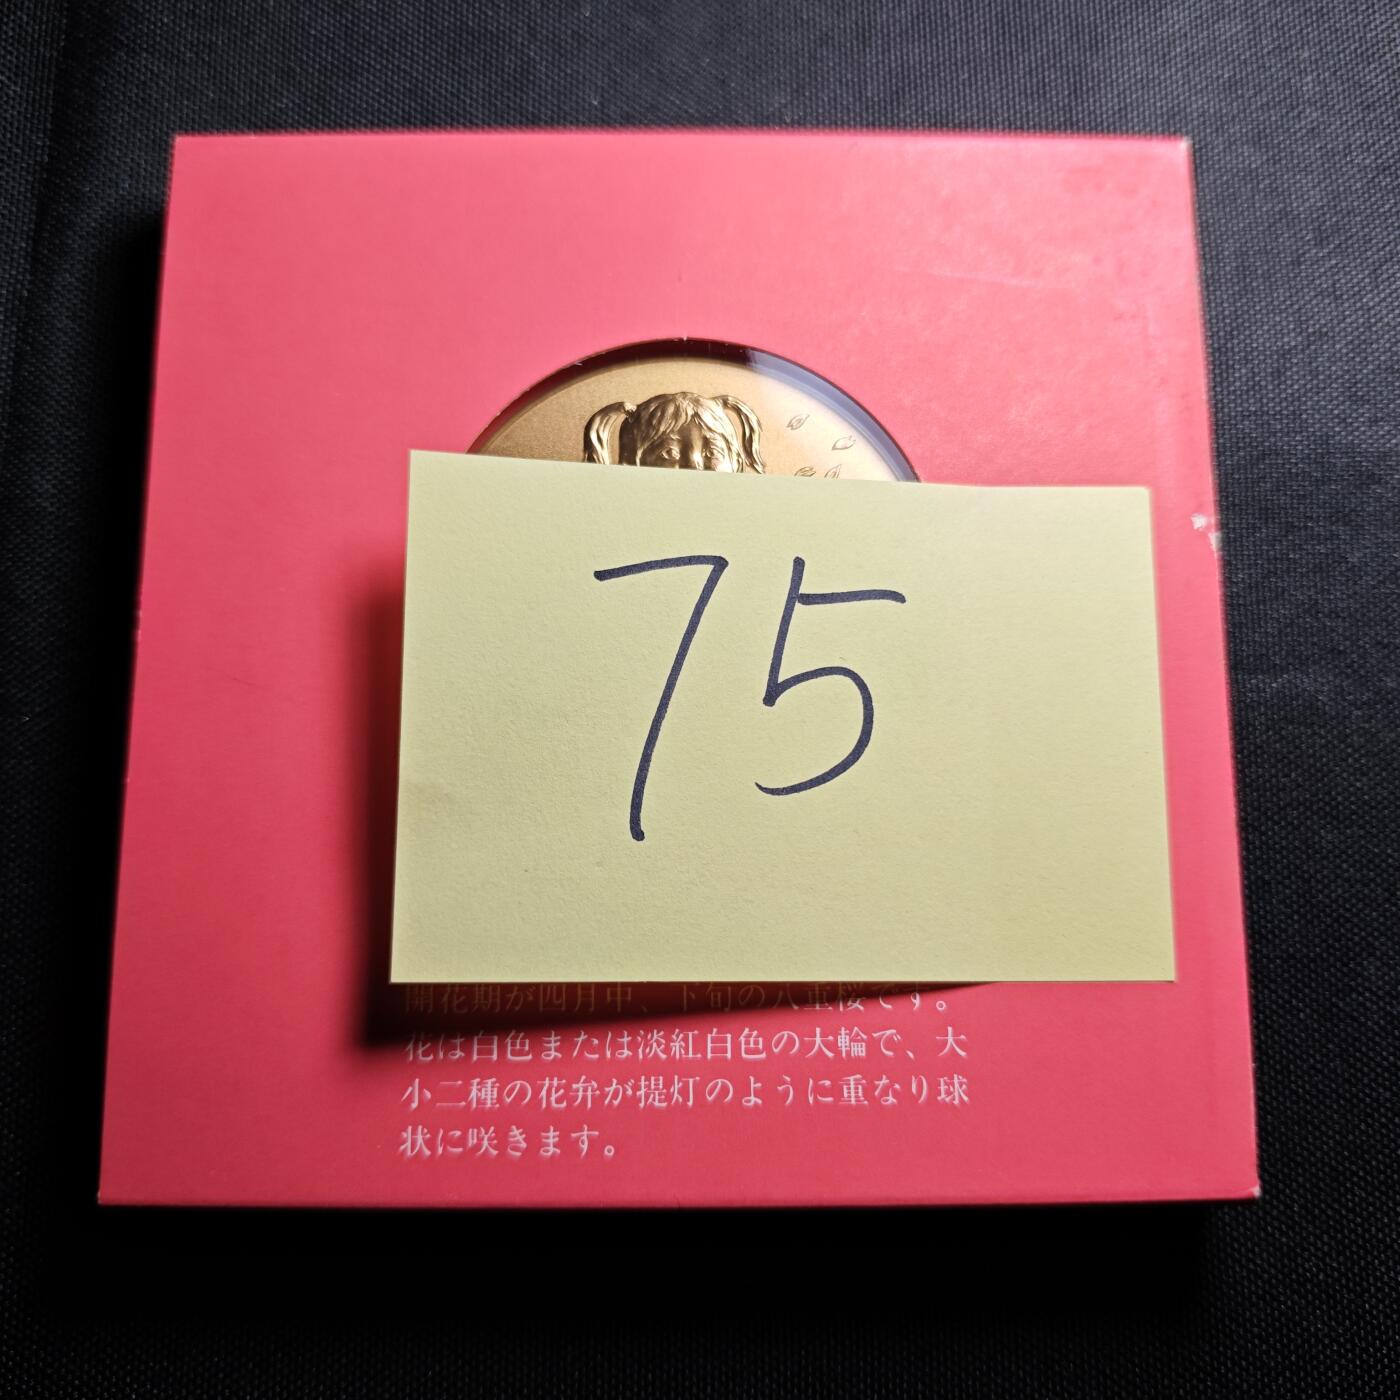 75
開花期が四月中、下旬の八重桜です。
花は白色または淡紅白色の大輪で、大
小二種の花弁が提灯のように重なり球
状に咲きます。